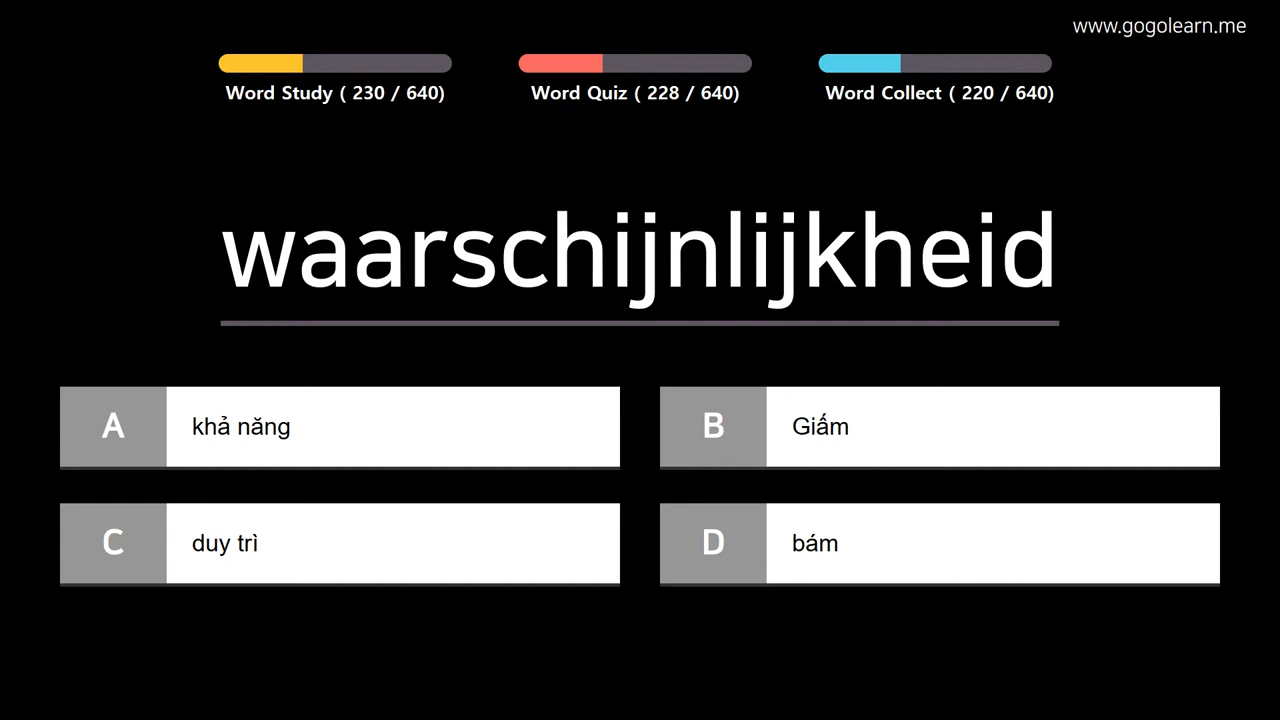 www.gogolearn.me
Word Study ( 230 / 640)
Word Quiz ( 228 / 640)
Word Collect ( 220 / 640)
waarschijnlijkheid
A khả năng
B Giấm
C duy trì
D bám